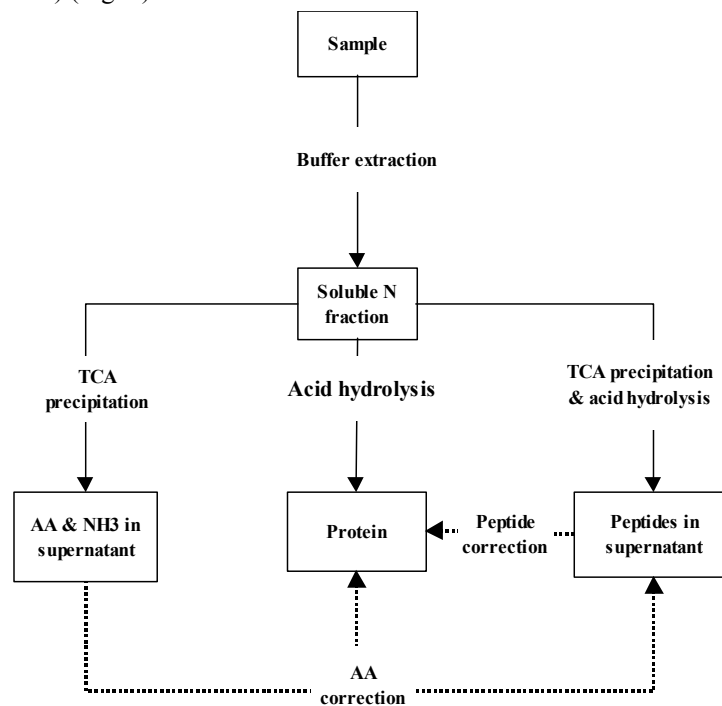 Sample
Buffer extraction
Soluble N
fraction
TCA
precipitation
Acid hydrolysis
TCA precipitation
& acid hydrolysis
AA & NH3 in
supernatant
Protein
Peptide
correction
Peptides in
supernatant
AA
correction